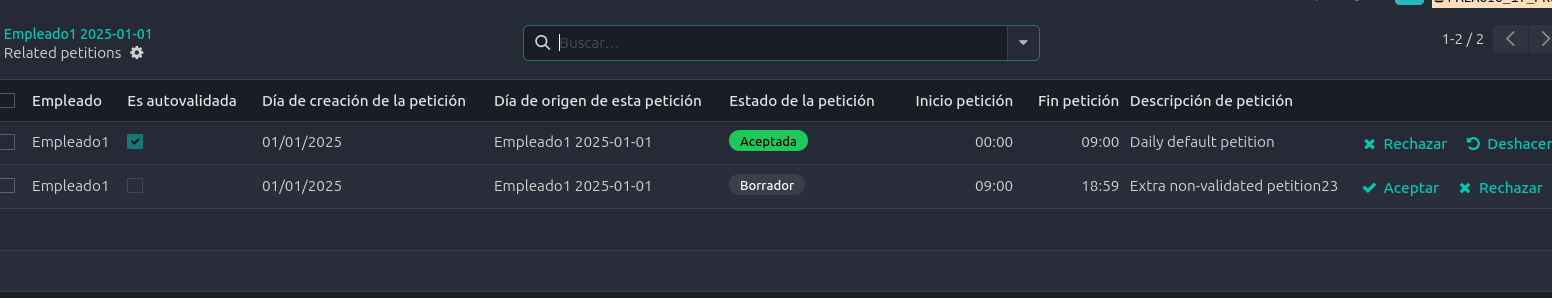 Empleado1 2025-01-01
Related petitions
Buscar...
1-2 / 2
Empleado Es autovalidada Día de creación de la petición Día de origen de esta petición Estado de la petición Inicio petición Fin petición Descripción de petición
Empleado1 01/01/2025 Empleado1 2025-01-01 Aceptada 00:00 09:00 Daily default petition Rechazar Deshacer
Empleado1 01/01/2025 Empleado1 2025-01-01 Borrador 09:00 18:59 Extra non-validated petition23 Aceptar Rechazar